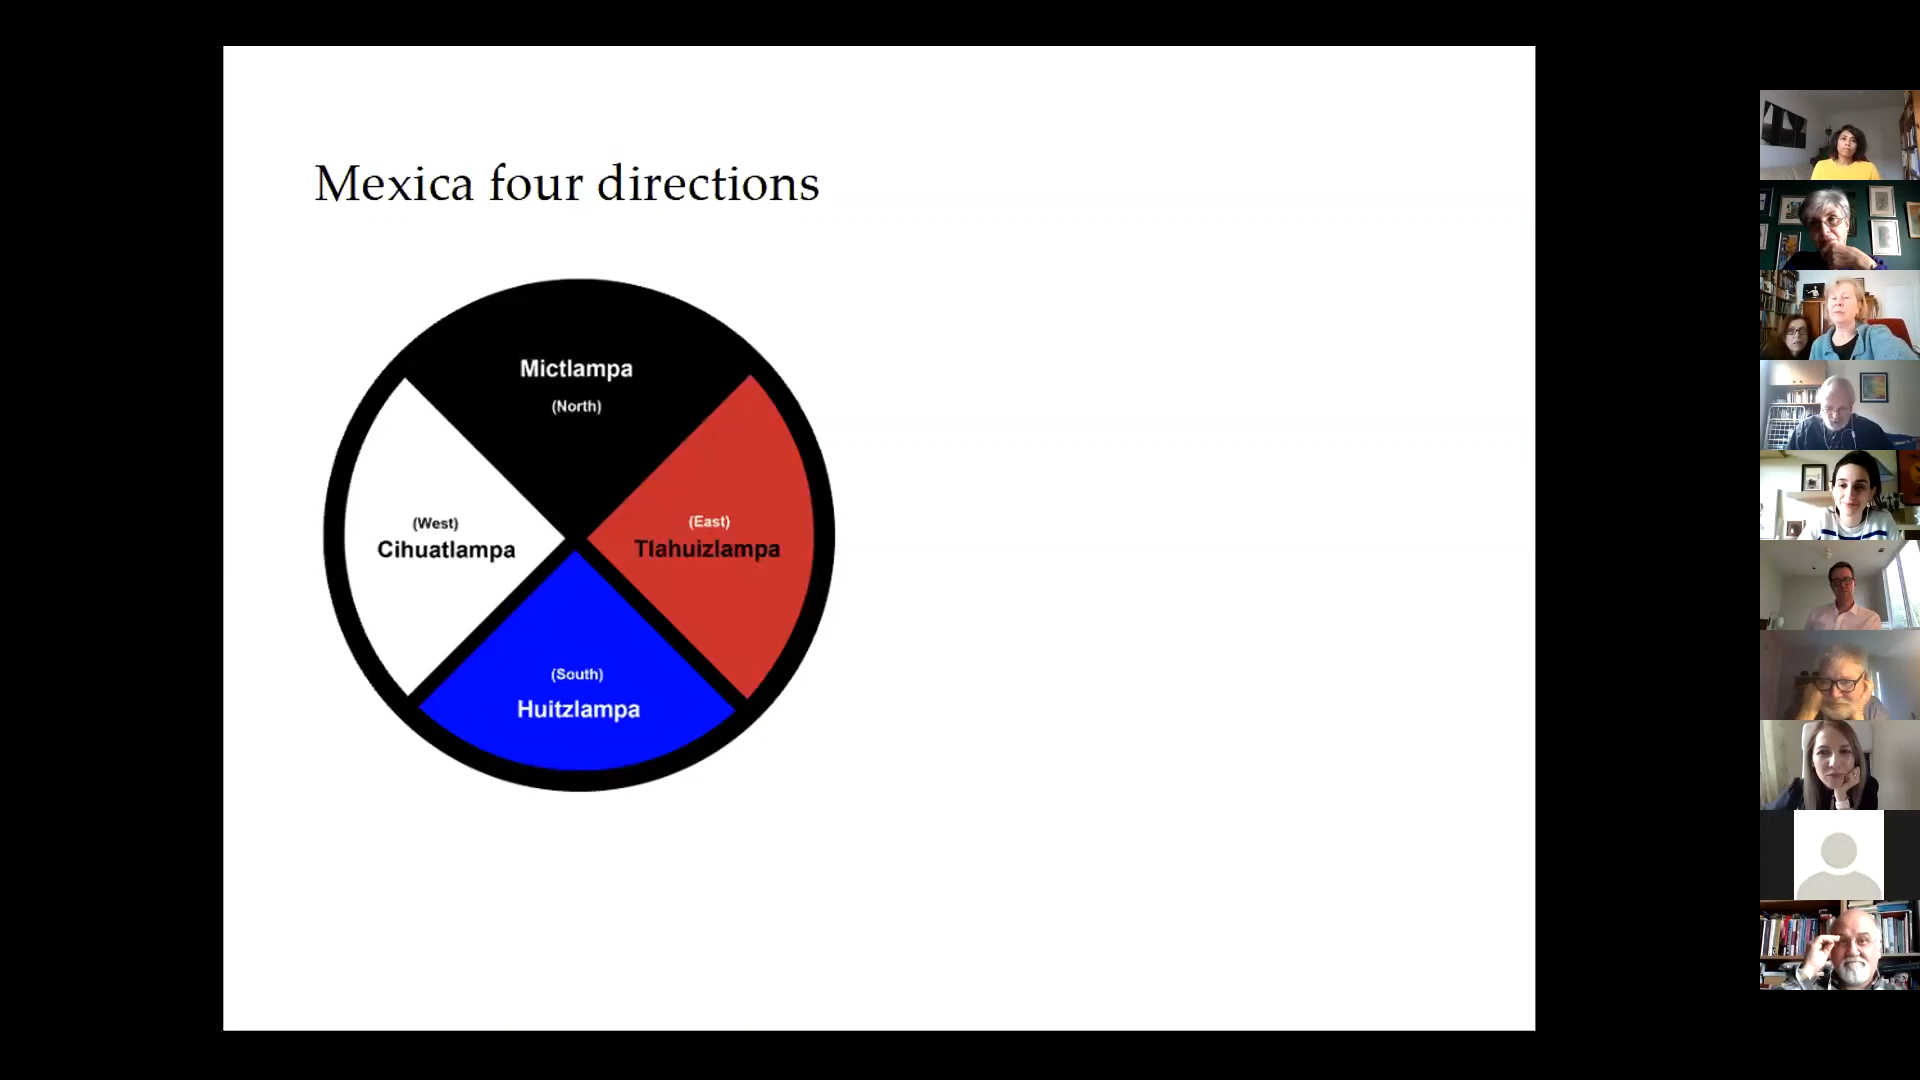 Mexica four directions
Mictlampa
(North)
(West)
Cihuatlampa
(East)
Tlahuizlampa
(South)
Huitzlampa